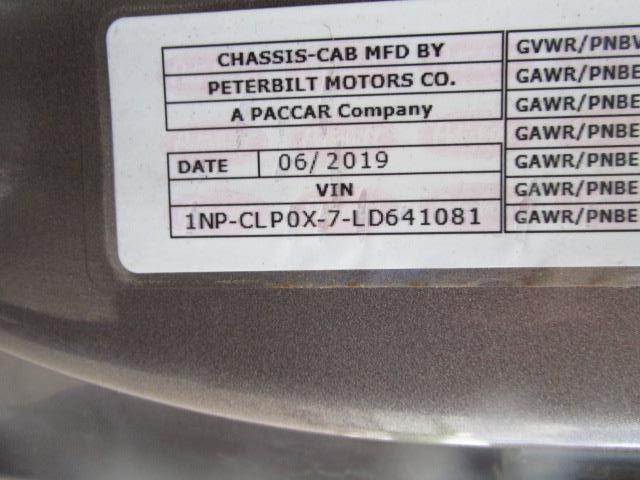 CHASSIS-CAB MFD BY
PETERBILT MOTORS CO.
A PACCAR Company
DATE 06/2019
VIN
1NP-CLP0X-7-LD641081
GVWR/PNBV
GAWR/PNBE
GAWR/PNBE
GAWR/PNBE
GAWR/PNBE
GAWR/PNBE
GAWR/PNBE